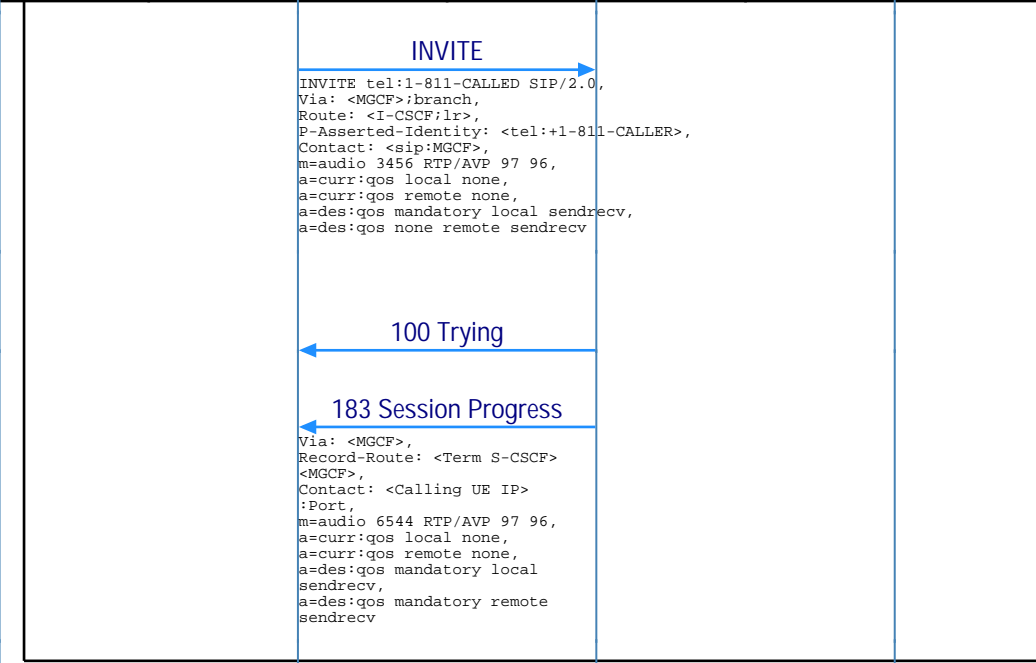 INVITE
INVITE tel:1-811-CALLED SIP/2.0,
Via: <MGCF>;branch,
Route: <I-CSCF;lr>,
P-Asserted-Identity: <tel:+1-811-CALLER>,
Contact: <sip:MGCF>,
m=audio 3456 RTP/AVP 97 96,
a=curr:qos local none,
a=curr:qos remote none,
a=des:qos mandatory local sendrecv,
a=des:qos none remote sendrecv
100 Trying
183 Session Progress
Via: <MGCF>,
Record-Route: <Term S-CSCF>
<MGCF>,
Contact: <Calling UE IP>
:Port,
m=audio 6544 RTP/AVP 97 96,
a=curr:qos local none,
a=curr:qos remote none,
a=des:qos mandatory local
sendrecv,
a=des:qos mandatory remote
sendrecv